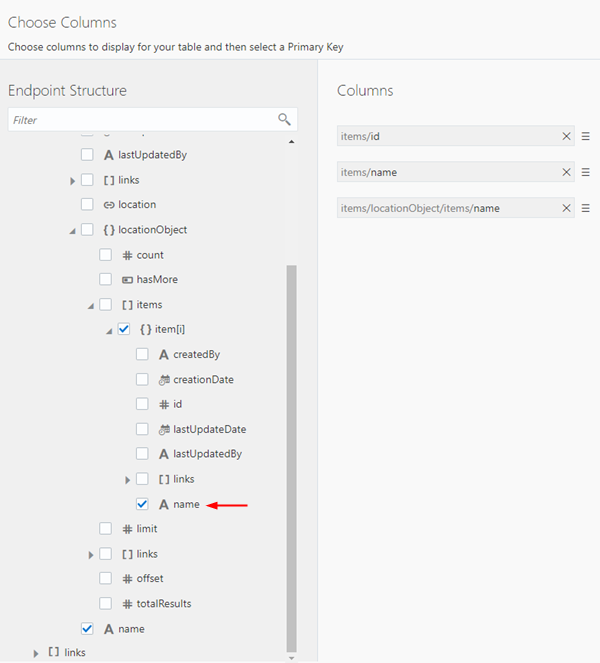 Choose Columns
Choose columns to display for your table and then select a Primary Key
Endpoint Structure
Filter
A lastUpdatedBy
[ ] links
location
{ } locationObject
# count
hasMore
[ ] items
{ } item[i]
A createdBy
creationDate
# id
lastUpdateDate
A lastUpdatedBy
[ ] links
A name
# limit
[ ] links
# offset
# totalResults
A name
[ ] links
Columns
items/id
items/name
items/locationObject/items/name